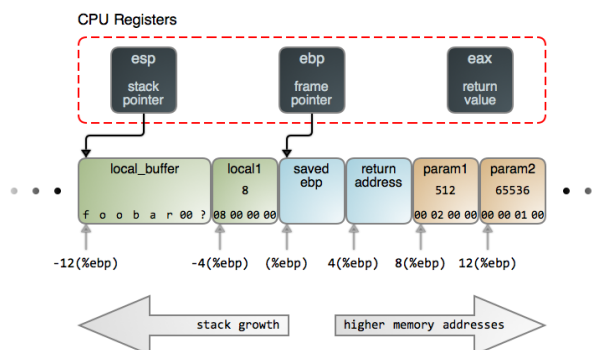 CPU Registers
esp
stack
pointer
ebp
frame
pointer
eax
return
value
local_buffer
f o o b a r 00 ?
local1
8
08 00 00 00
saved
ebp
return
address
param1
512
00 02 00 00
param2
65536
00 00 01 00
-12(%ebp)
-4(%ebp)
(%ebp)
4(%ebp)
8(%ebp)
12(%ebp)
stack growth
higher memory addresses